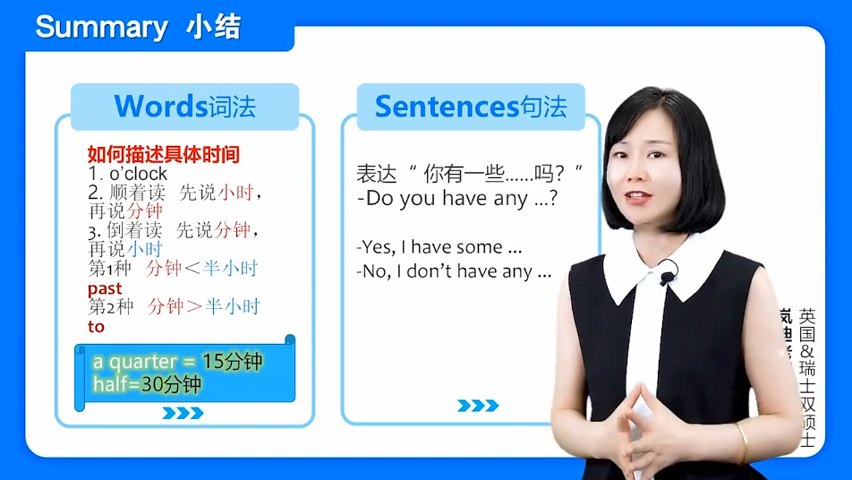 Summary 小结
Words词法
如何描述具体时间
1. o'clock
2. 顺着读 先说小时，
再说分钟
3. 倒着读 先说分钟，
再说小时
第1种 分钟＜半小时
past
第2种 分钟＞半小时
to
a quarter = 15分钟
half=30分钟
Sentences句法
表达“ 你有一些……吗？”
-Do you have any ...?
-Yes, I have some ...
-No, I don't have any ...
英国&瑞士双硕士
岚迪